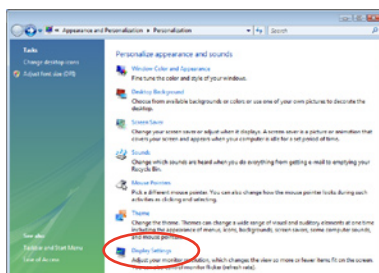 Appearance and Personalization ▸ Personalization
Search
Tasks
Change desktop icons
Adjust font size (DPI)
See also
Taskbar and Start Menu
Ease of Access
Personalize appearance and sounds
Window Color and Appearance
Fine tune the color and style of your windows.
Desktop Background
Choose from available backgrounds or colors or use one of your own pictures to decorate the
desktop.
Screen Saver
Change your screen saver or adjust when it displays. A screen saver is a picture or animation that
covers your screen and appears when your computer is idle for a set period of time.
Sounds
Change which sounds are heard when you do everything from getting e-mail to emptying your
Recycle Bin.
Mouse Pointers
Pick a different mouse pointer. You can also change how the mouse pointer looks during such
activities as clicking and selecting.
Theme
Change the theme. Themes can change a wide range of visual and auditory elements at one time
including the appearance of menus, icons, backgrounds, screen savers, some computer sounds,
and mouse pointers.
Display Settings
Adjust your monitor resolution, which changes the view so more or fewer items fit on the screen.
control monitor flicker (refresh rate).